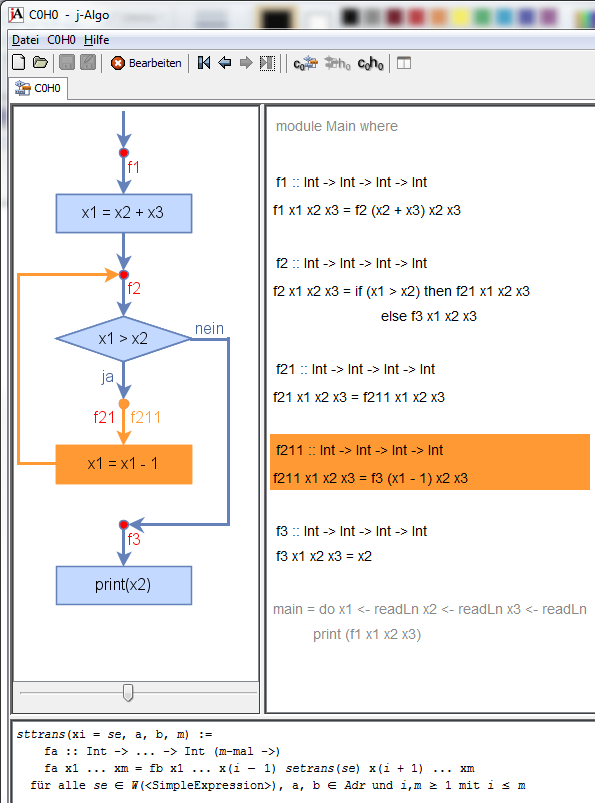 C0H0 - j-Algo
Datei C0H0 Hilfe
Bearbeiten
c₀ h₀ c₀h₀
C0H0
f1
x1 = x2 + x3
f2
x1 > x2
nein
ja
f21 f211
x1 = x1 - 1
f3
print(x2)
module Main where
f1 :: Int -> Int -> Int -> Int
f1 x1 x2 x3 = f2 (x2 + x3) x2 x3
f2 :: Int -> Int -> Int -> Int
f2 x1 x2 x3 = if (x1 > x2) then f21 x1 x2 x3
else f3 x1 x2 x3
f21 :: Int -> Int -> Int -> Int
f21 x1 x2 x3 = f211 x1 x2 x3
f211 :: Int -> Int -> Int -> Int
f211 x1 x2 x3 = f3 (x1 - 1) x2 x3
f3 :: Int -> Int -> Int -> Int
f3 x1 x2 x3 = x2
main = do x1 <- readLn x2 <- readLn x3 <- readLn
print (f1 x1 x2 x3)
sttrans(xi = se, a, b, m) :=
fa :: Int -> ... -> Int (m-mal ->)
fa x1 ... xm = fb x1 ... x(i − 1) setrans(se) x(i + 1) ... xm
für alle se ∈ W(<SimpleExpression>), a, b ∈ Adr und i,m ≥ 1 mit i ≤ m